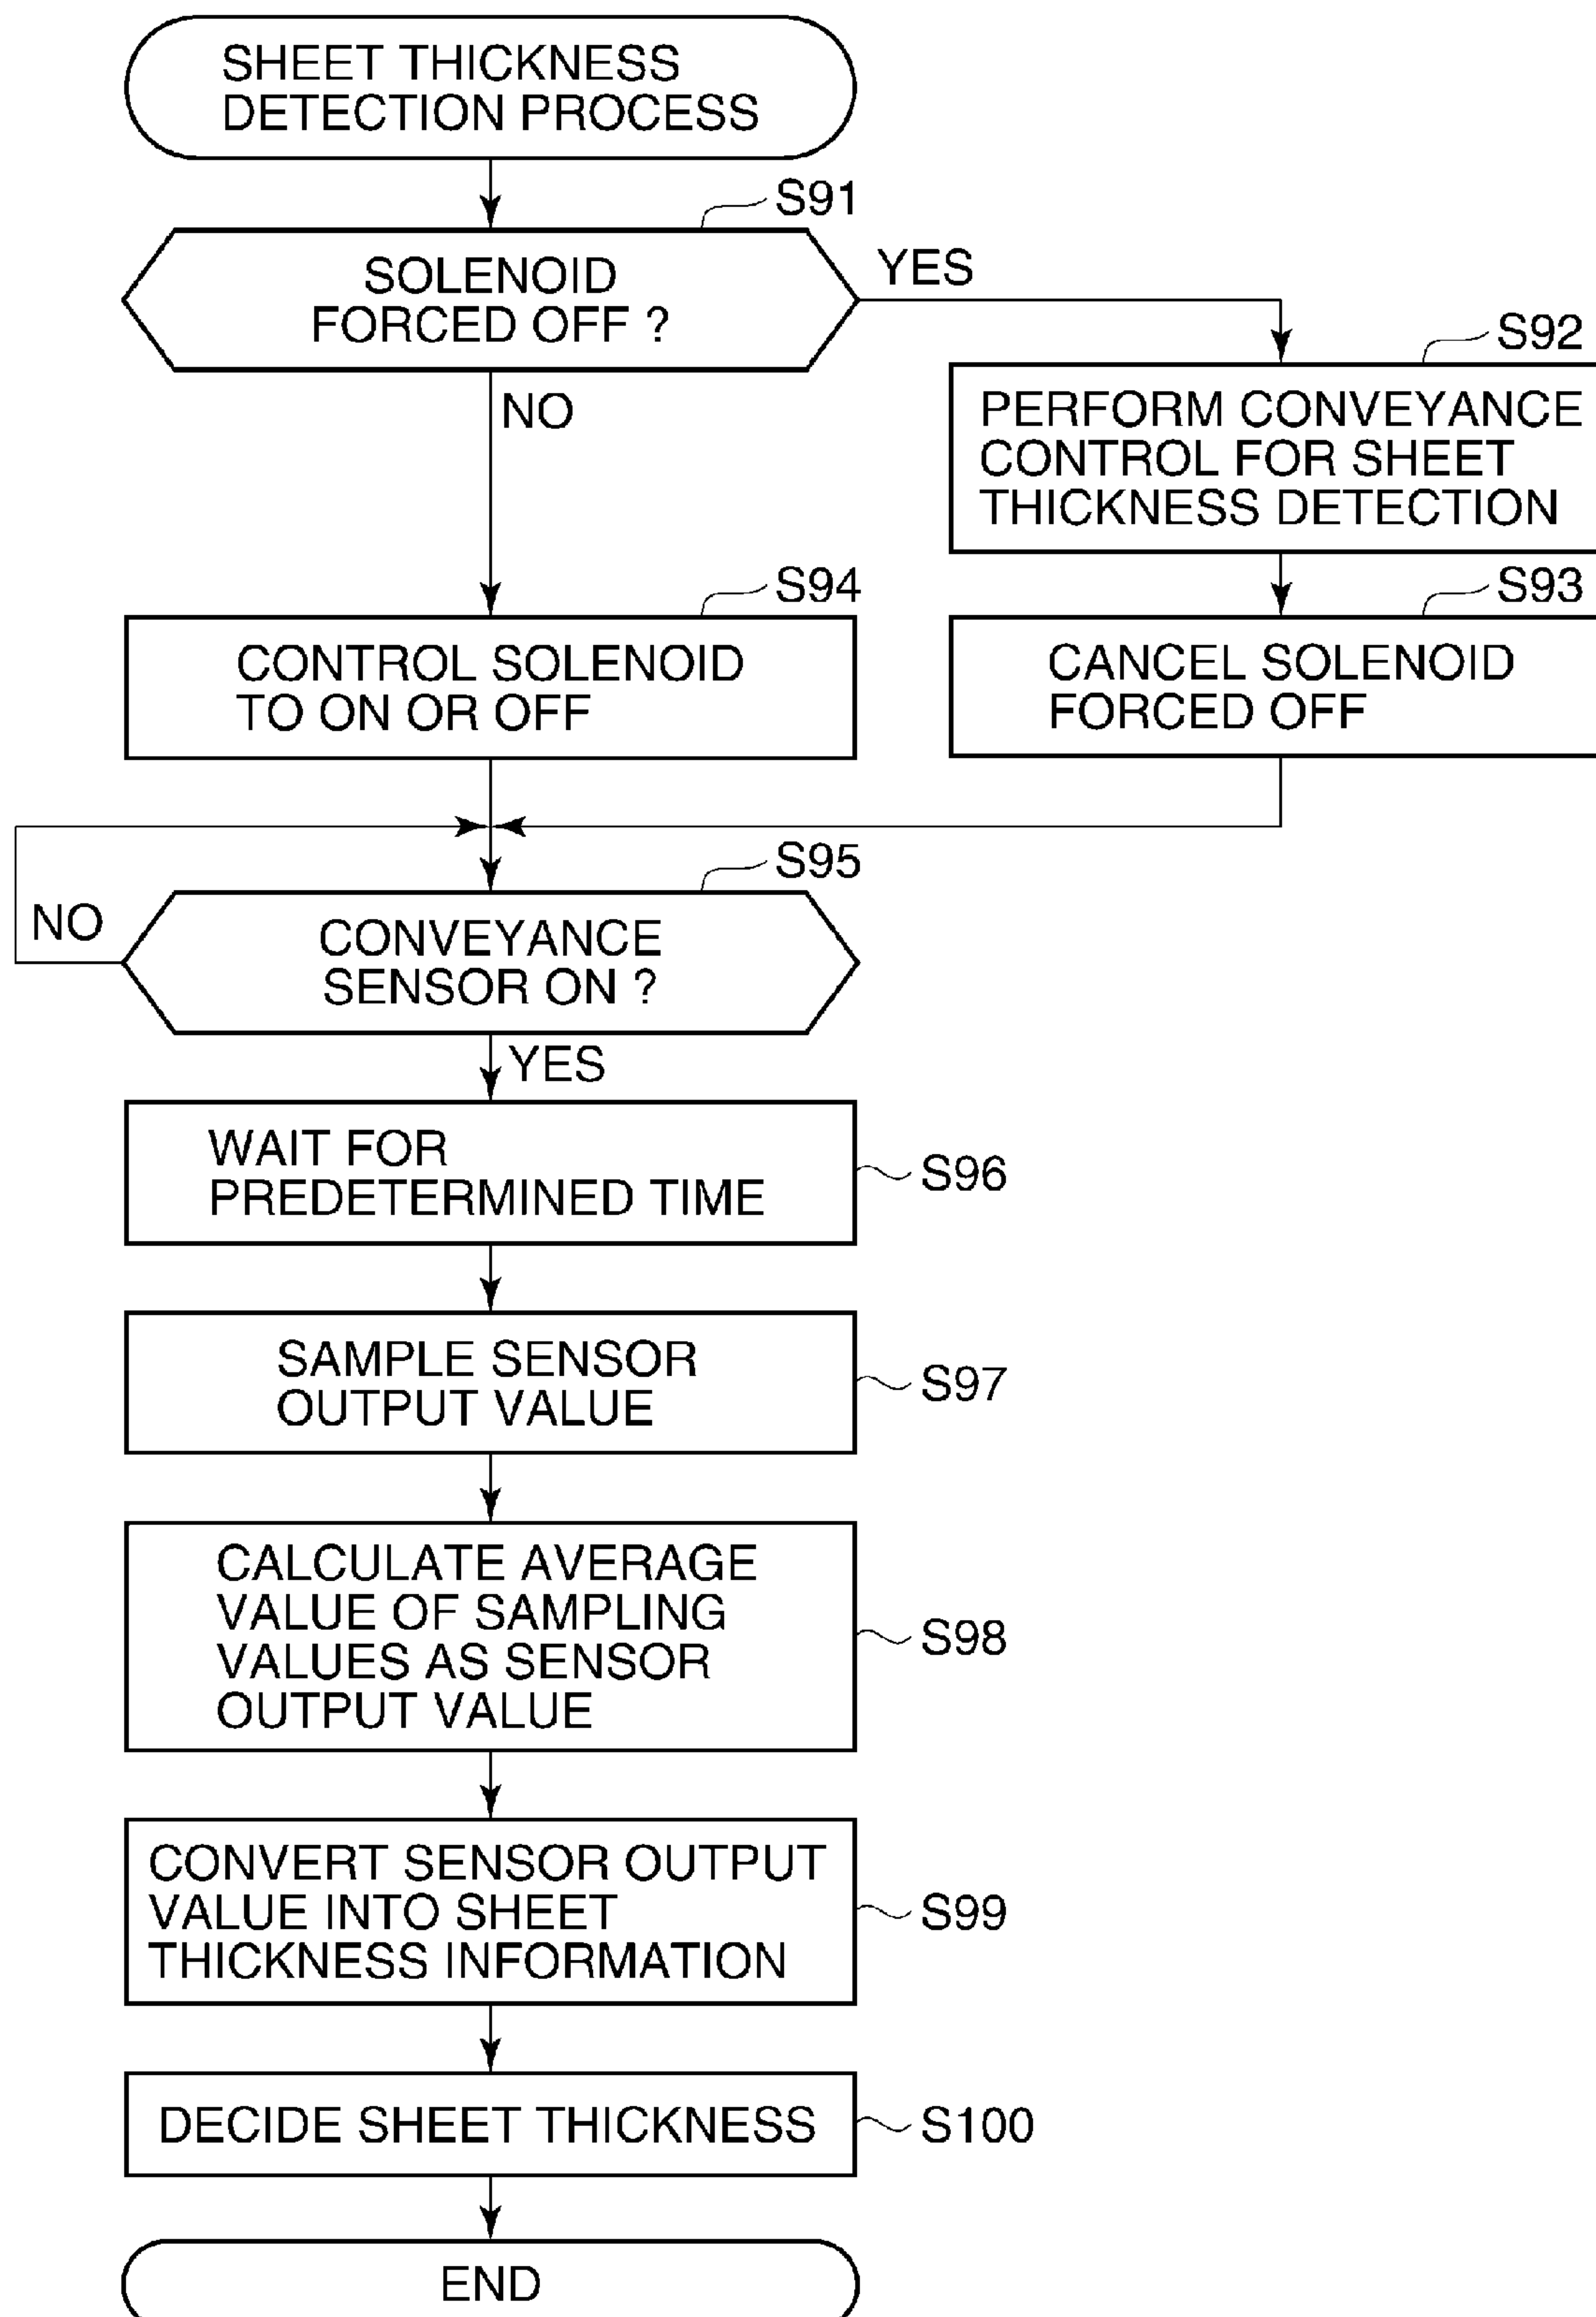 SHEET THICKNESS
DETECTION PROCESS
S91
SOLENOID
FORCED OFF ?
YES
NO
S92
PERFORM CONVEYANCE
CONTROL FOR SHEET
THICKNESS DETECTION
S94
CONTROL SOLENOID
TO ON OR OFF
S93
CANCEL SOLENOID
FORCED OFF
S95
CONVEYANCE
SENSOR ON ?
NO
YES
WAIT FOR
PREDETERMINED TIME
S96
SAMPLE SENSOR
OUTPUT VALUE
S97
CALCULATE AVERAGE
VALUE OF SAMPLING
VALUES AS SENSOR
OUTPUT VALUE
S98
CONVERT SENSOR OUTPUT
VALUE INTO SHEET
THICKNESS INFORMATION
S99
DECIDE SHEET THICKNESS
S100
END